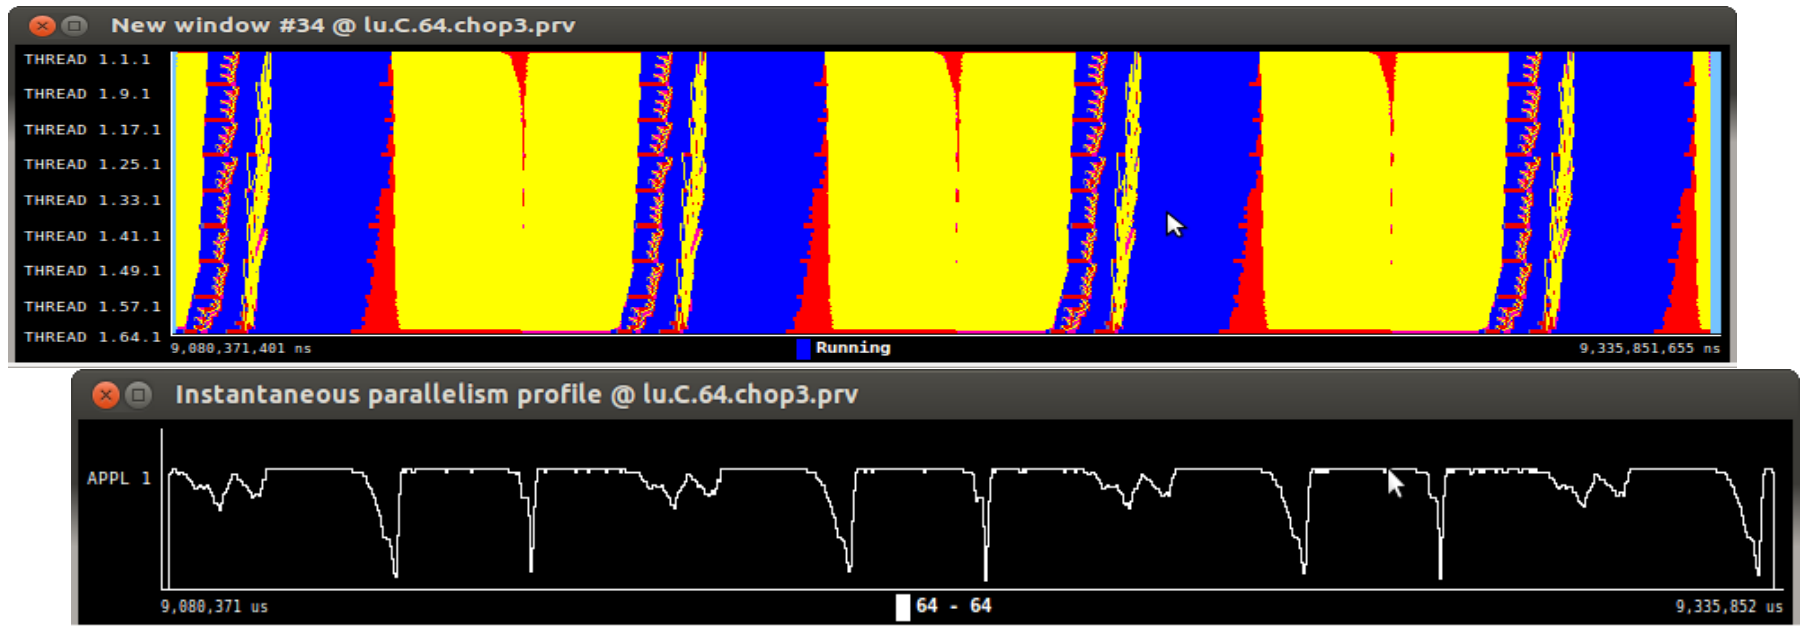 New window #34 @ lu.C.64.chop3.prv
THREAD 1.1.1
THREAD 1.9.1
THREAD 1.17.1
THREAD 1.25.1
THREAD 1.33.1
THREAD 1.41.1
THREAD 1.49.1
THREAD 1.57.1
THREAD 1.64.1
9,080,371,401 ns
Running
9,335,851,655 ns
Instantaneous parallelism profile @ lu.C.64.chop3.prv
APPL 1
9,080,371 us
64 - 64
9,335,852 us